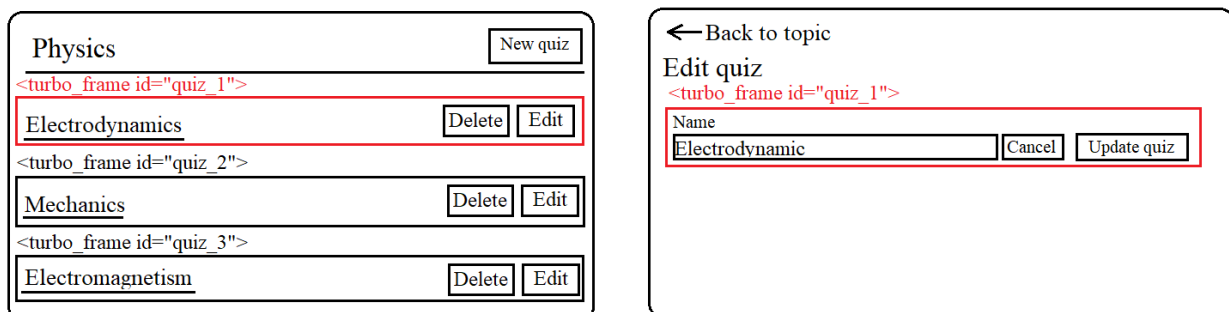 Physics
New quiz
<turbo_frame id="quiz_1">
Electrodynamics
Delete
Edit
<turbo_frame id="quiz_2">
Mechanics
Delete
Edit
<turbo_frame id="quiz_3">
Electromagnetism
Delete
Edit
Back to topic
Edit quiz
<turbo_frame id="quiz_1">
Name
Electrodynamic
Cancel
Update quiz